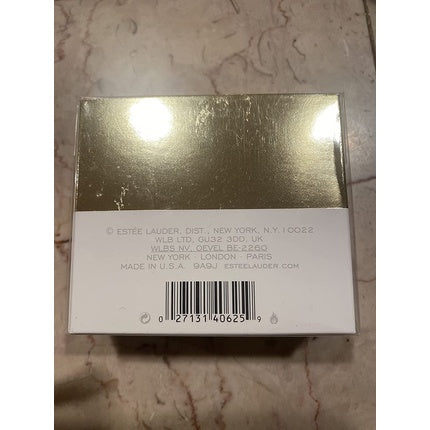 © ESTĒE LAUDER, DIST., NEW YORK, N.Y. 10022
WLB LTD, GU32 3DD, UK
WLBS NV, OEVEL BE-2260
NEW YORK · LONDON · PARIS
MADE IN U.S.A. 9A9J ESTEELAUDER.COM
0 27131 40625 9